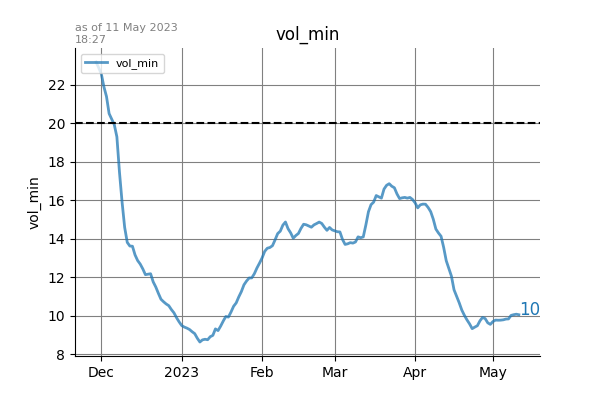 as of 11 May 2023
18:27
vol_min
vol_min
22
20
18
16
14
12
10
8
vol_min
10
Dec
2023
Feb
Mar
Apr
May